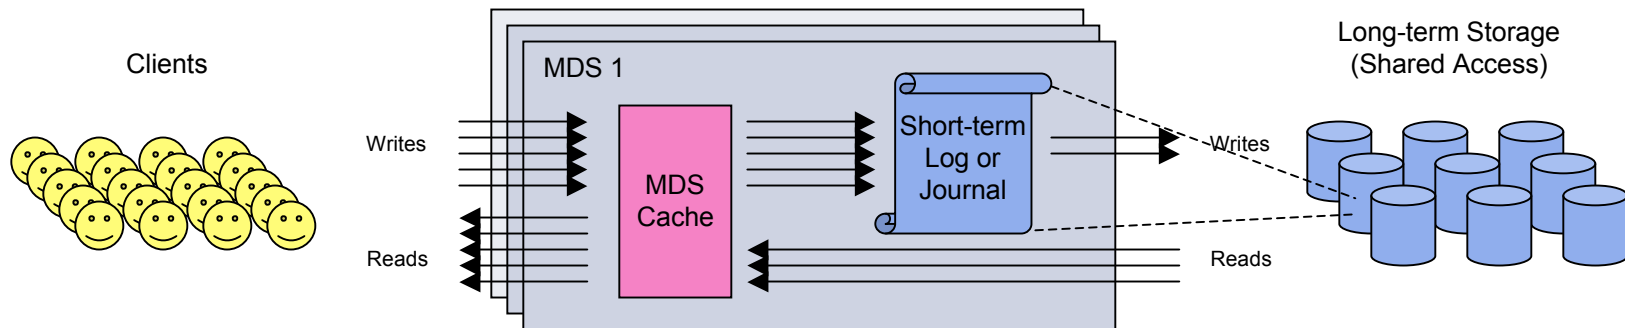 Clients
MDS 1
Long-term Storage
(Shared Access)
Writes
MDS
Cache
Short-term
Log or
Journal
Writes
Reads
Reads